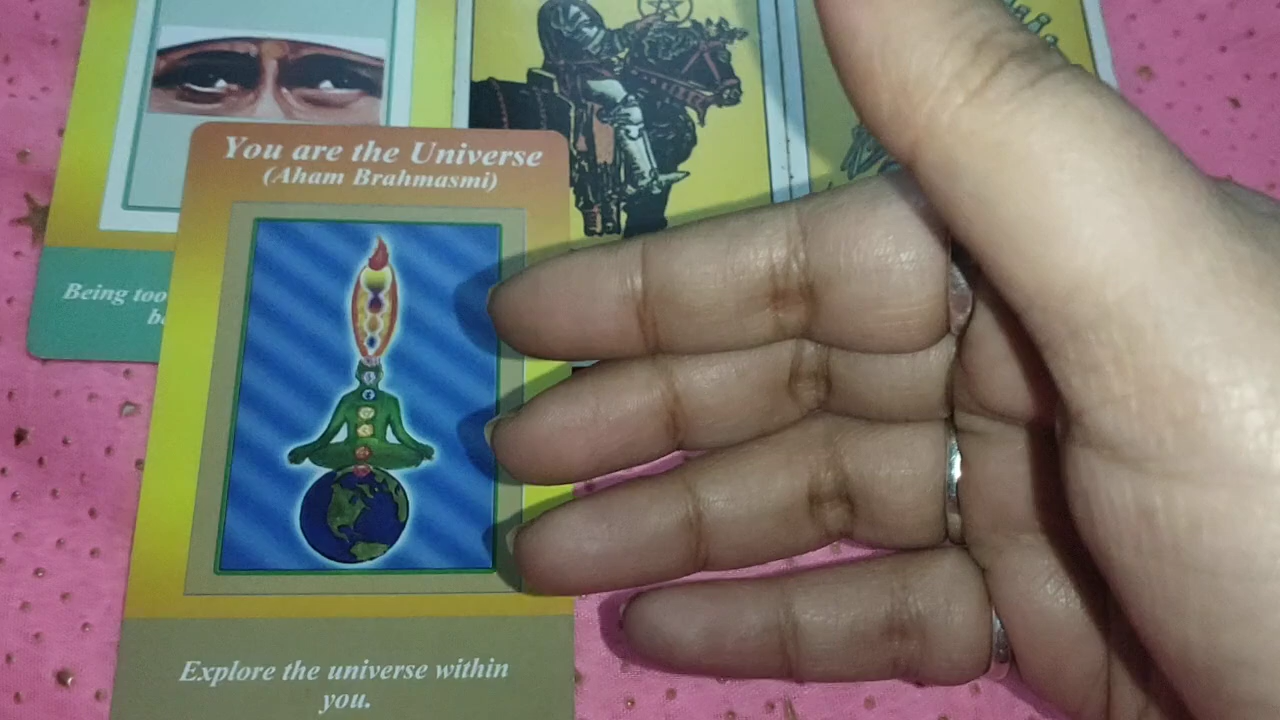 You are the Universe
(Aham Brahmasmi)
Being too
Explore the universe within
you.